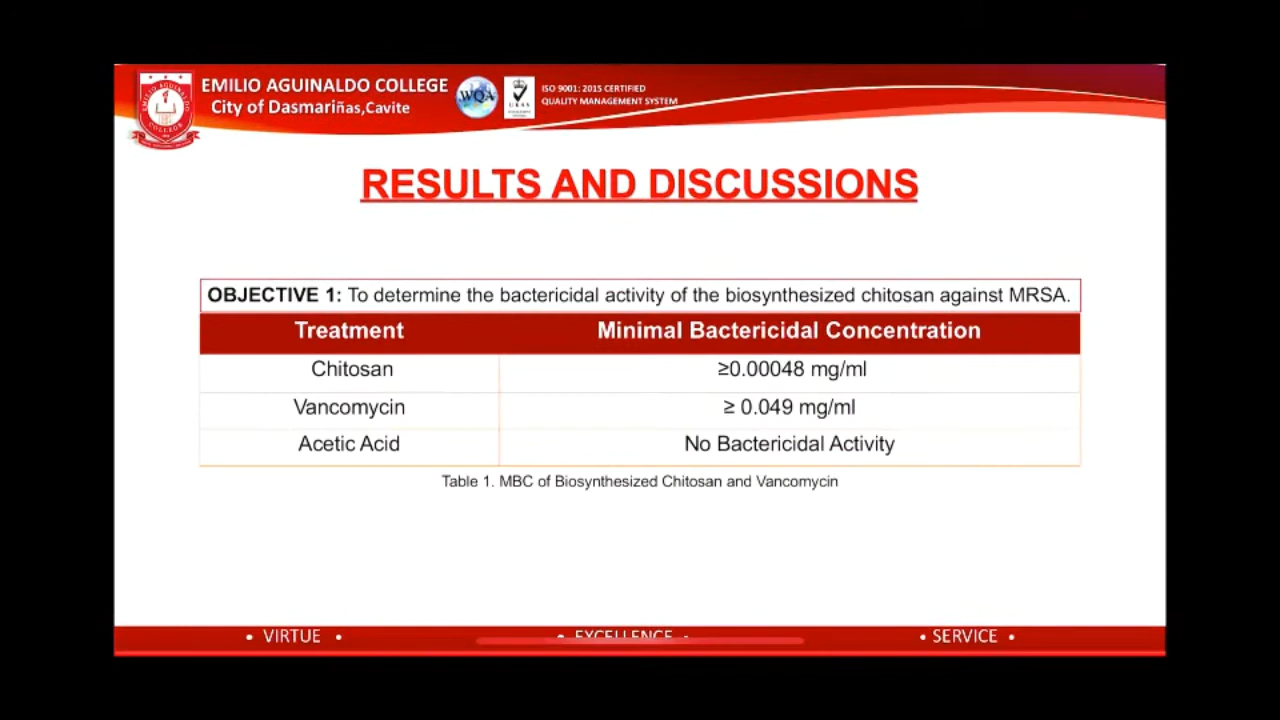 EMILIO AGUINALDO COLLEGE
City of Dasmariñas,Cavite
WQA
UKAS
ISO 9001: 2015 CERTIFIED
QUALITY MANAGEMENT SYSTEM
RESULTS AND DISCUSSIONS
OBJECTIVE 1: To determine the bactericidal activity of the biosynthesized chitosan against MRSA.
Treatment Minimal Bactericidal Concentration
Chitosan ≥0.00048 mg/ml
Vancomycin ≥ 0.049 mg/ml
Acetic Acid No Bactericidal Activity
Table 1. MBC of Biosynthesized Chitosan and Vancomycin
• VIRTUE • • EXCELLENCE • • SERVICE •